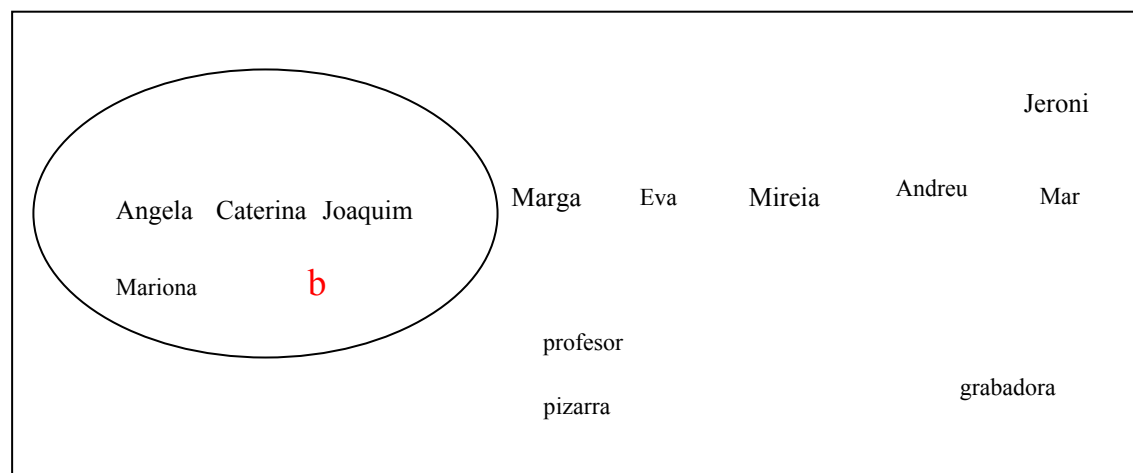 Jeroni
Angela Caterina Joaquim Marga Eva Mireia Andreu Mar
Mariona b
profesor
pizarra
grabadora